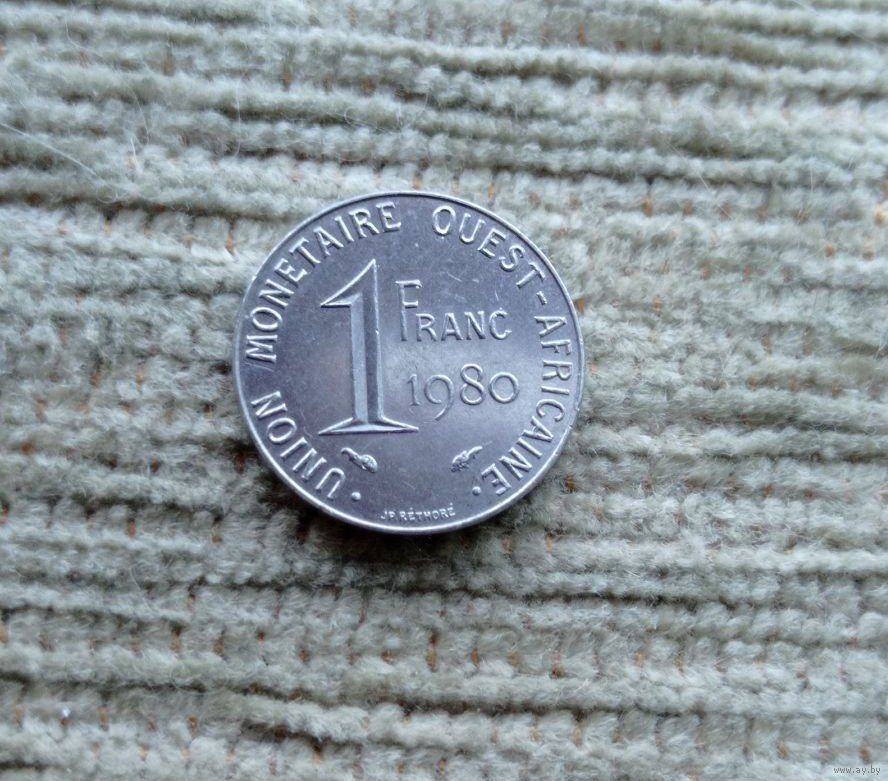 · UNION MONETAIRE OUEST-AFRICAINE ·
1 FRANC
1980
JP. RÉTHORÉ
www.ay.by